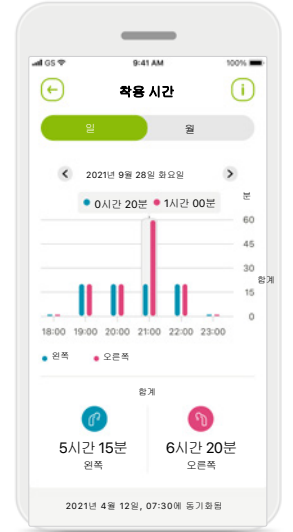 GS 9:41 AM 100%
착용 시간
일 월
2021년 9월 28일 화요일
0시간 20분 1시간 00분
분
60
45
30
합계
15
0
18:00 19:00 20:00 21:00 22:00 23:00
왼쪽 오른쪽
합계
5시간 15분 6시간 20분
왼쪽 오른쪽
2021년 4월 12일, 07:30에 동기화됨